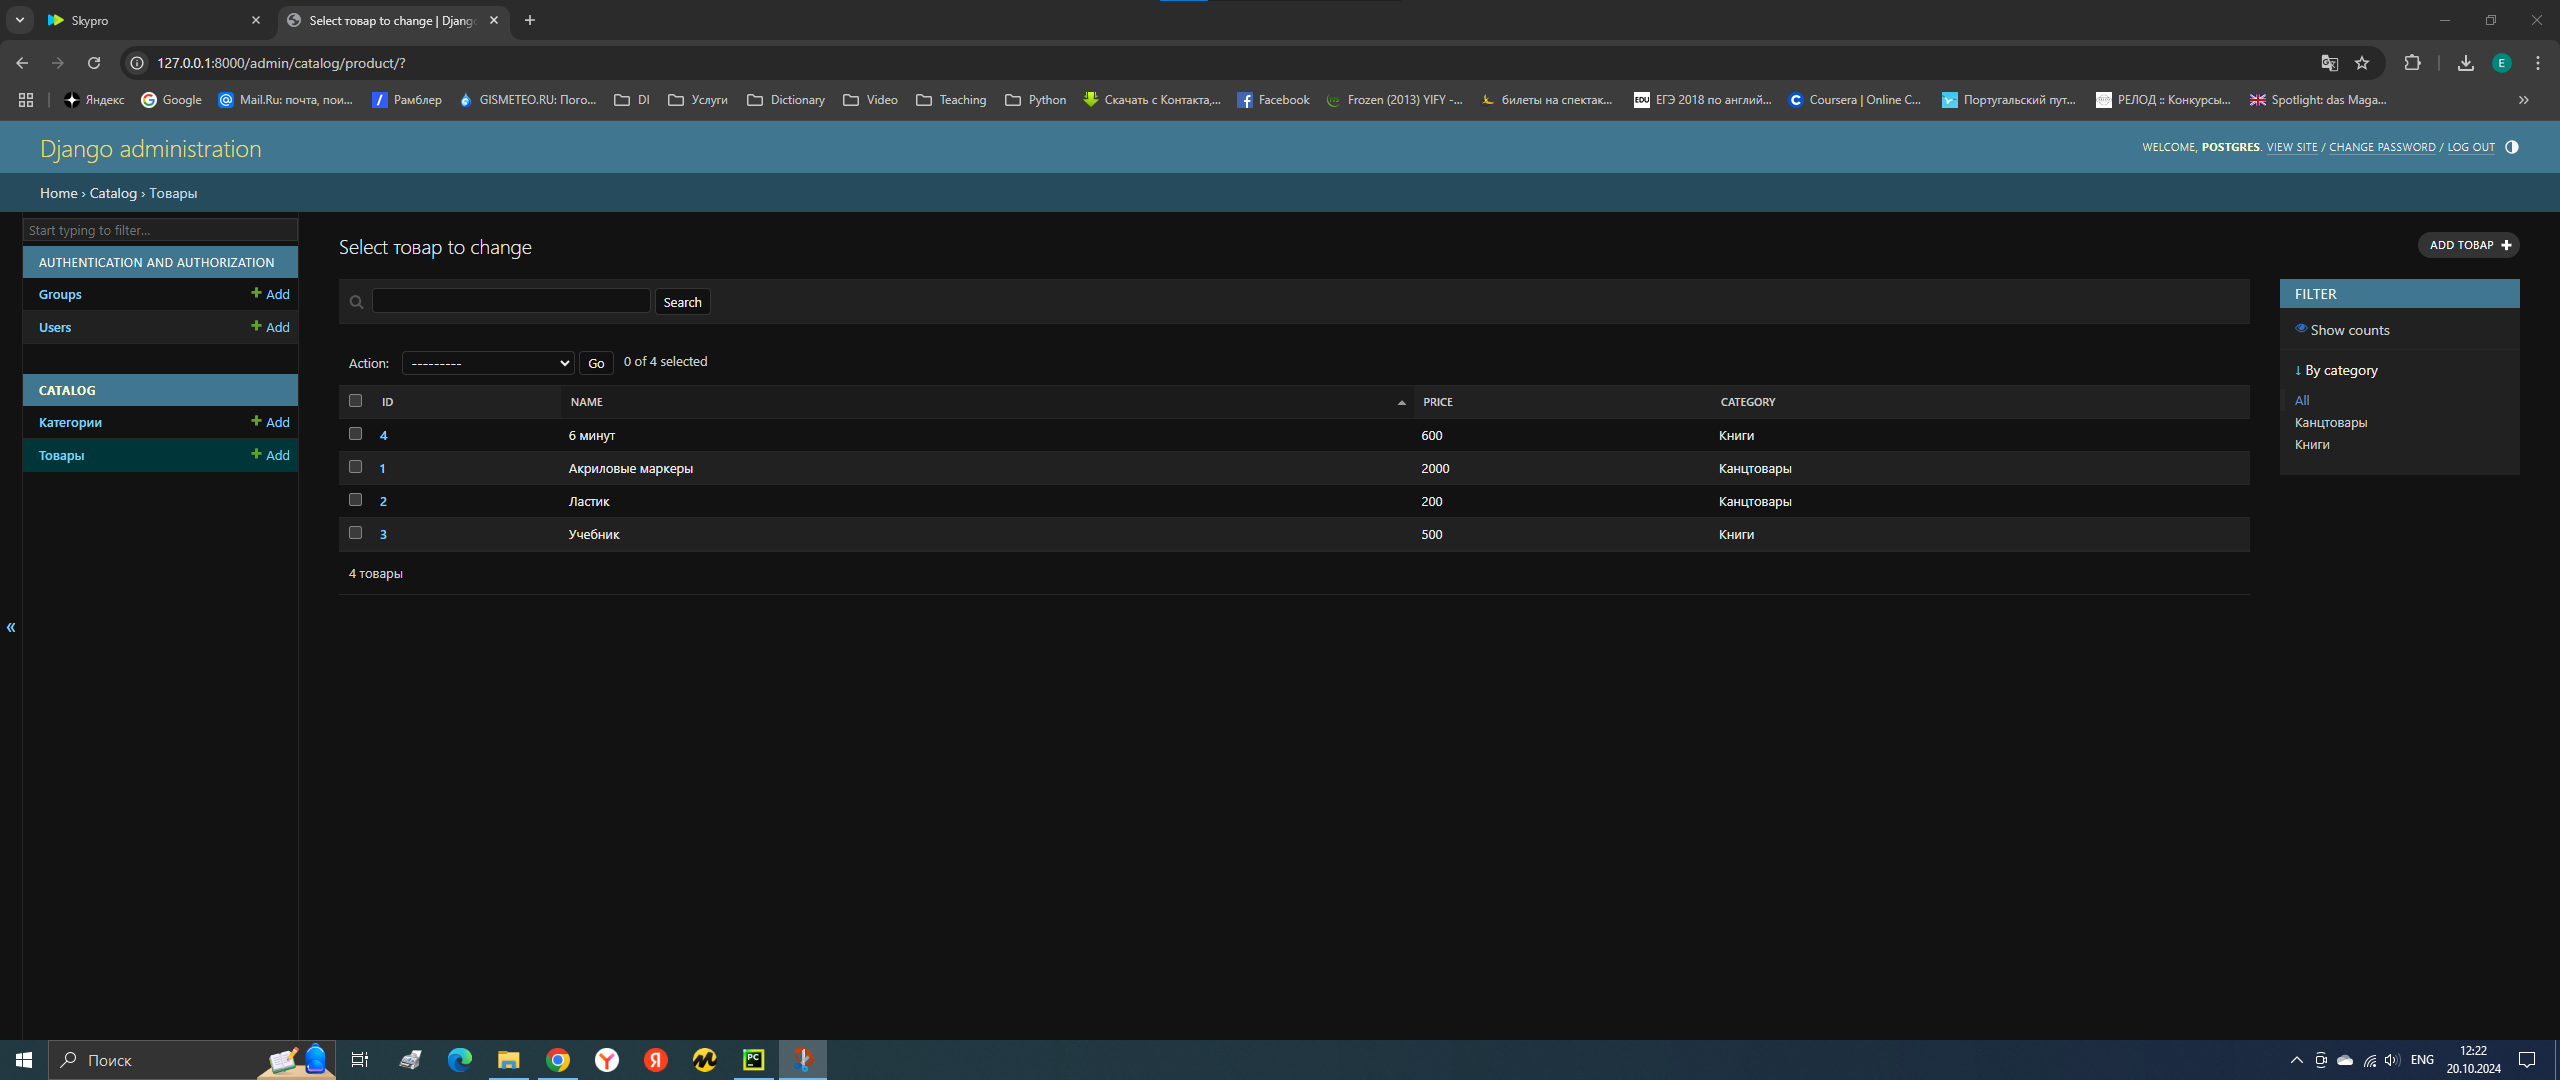 Skypro
Select товар to change | Django
127.0.0.1:8000/admin/catalog/product/?
E
Яндекс
Google
Mail.Ru: почта, пои...
Рамблер
GISMETEO.RU: Пого...
DI
Услуги
Dictionary
Video
Teaching
Python
Скачать с Контакта,...
Facebook
Frozen (2013) YIFY -...
билеты на спектак...
EDU ЕГЭ 2018 по англий...
Coursera | Online C...
Португальский пут...
РЕЛОД :: Конкурсы...
Spotlight: das Maga...
Django administration
WELCOME, POSTGRES. VIEW SITE / CHANGE PASSWORD / LOG OUT
Home › Catalog › Товары
Start typing to filter...
AUTHENTICATION AND AUTHORIZATION
Groups + Add
Users + Add
CATALOG
Категории + Add
Товары + Add
Select товар to change
ADD ТОВАР +
Search
Action: --------- Go 0 of 4 selected
ID NAME PRICE CATEGORY
4 6 минут 600 Книги
1 Акриловые маркеры 2000 Канцтовары
2 Ластик 200 Канцтовары
3 Учебник 500 Книги
4 товары
FILTER
Show counts
↓ By category
All
Канцтовары
Книги
«
Поиск
ENG
12:22
20.10.2024